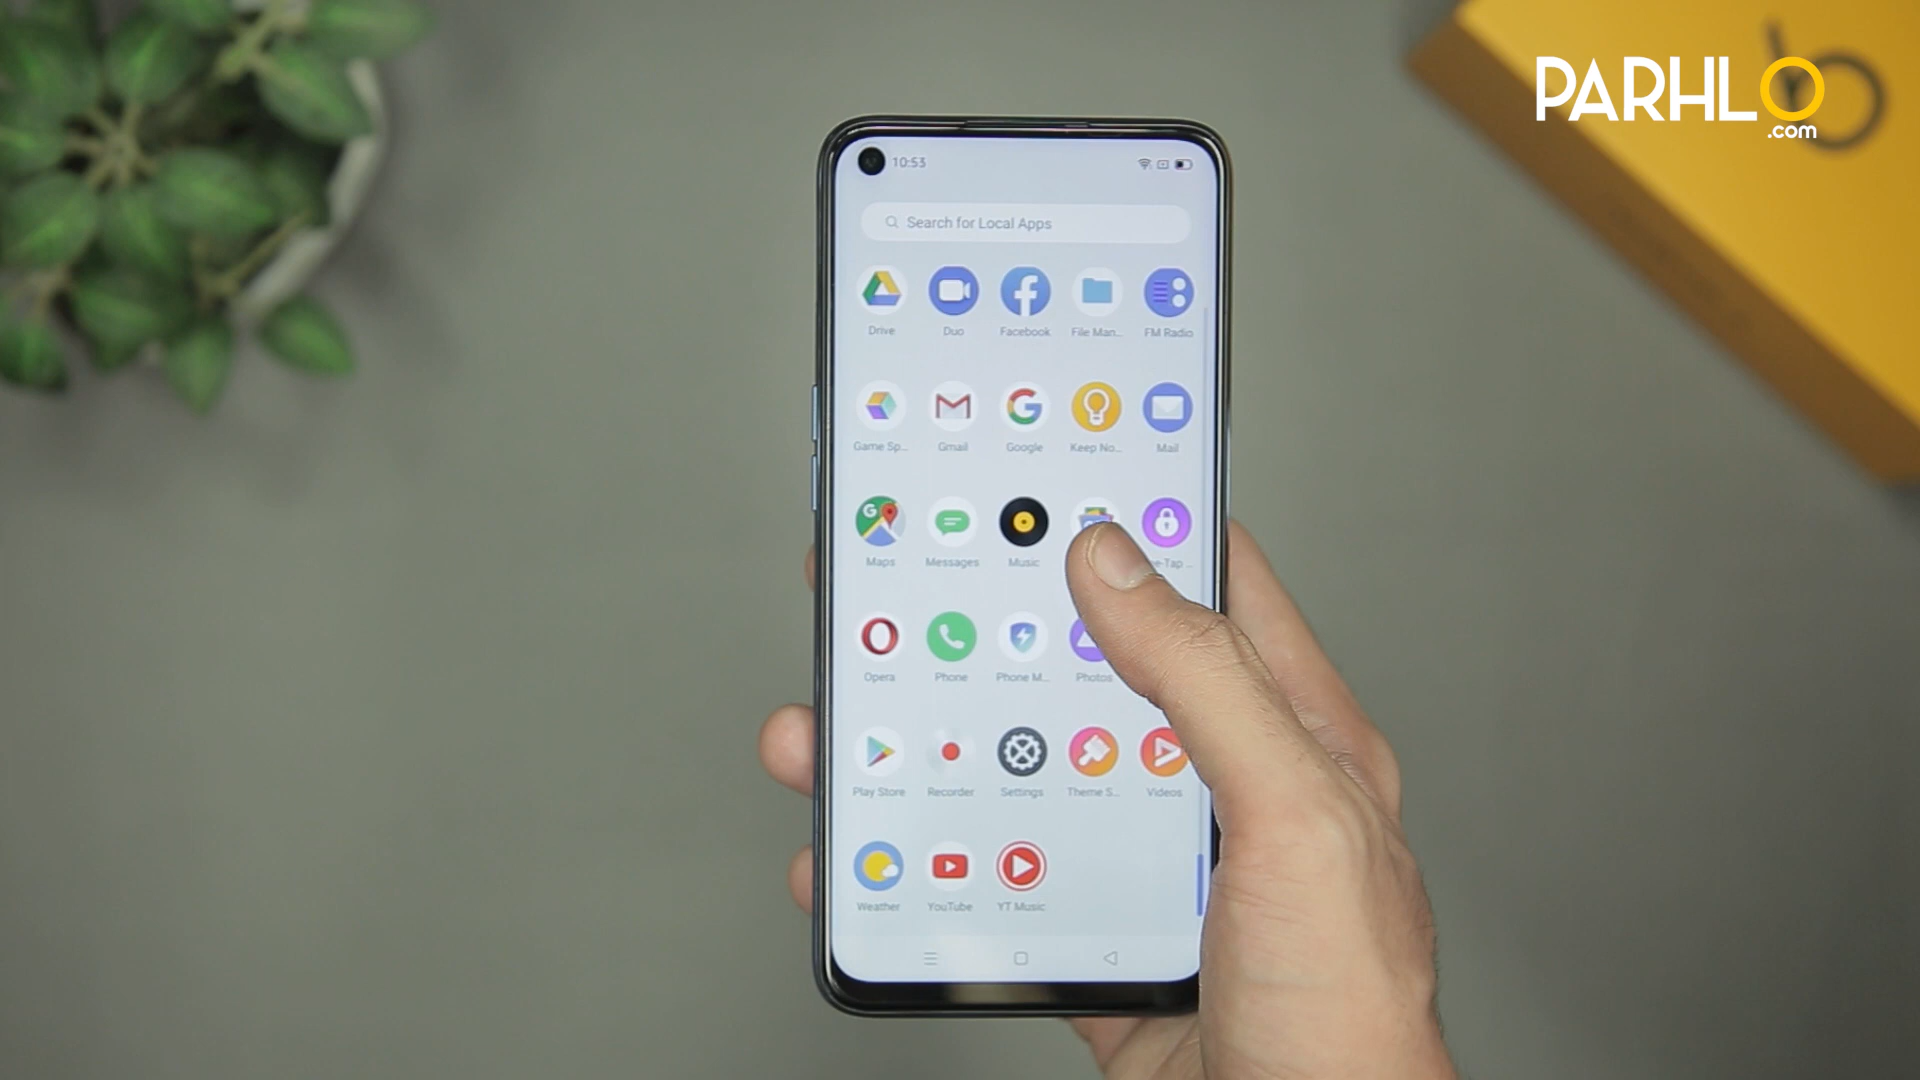 PARHLO
.com
10:53
Search for Local Apps
Drive Duo Facebook File Man... FM Radio
Game Sp... Gmail Google Keep No... Mail
Maps Messages Music
Opera Phone Phone M... Photos
Play Store Recorder Settings Theme S... Videos
Weather YouTube YT Music